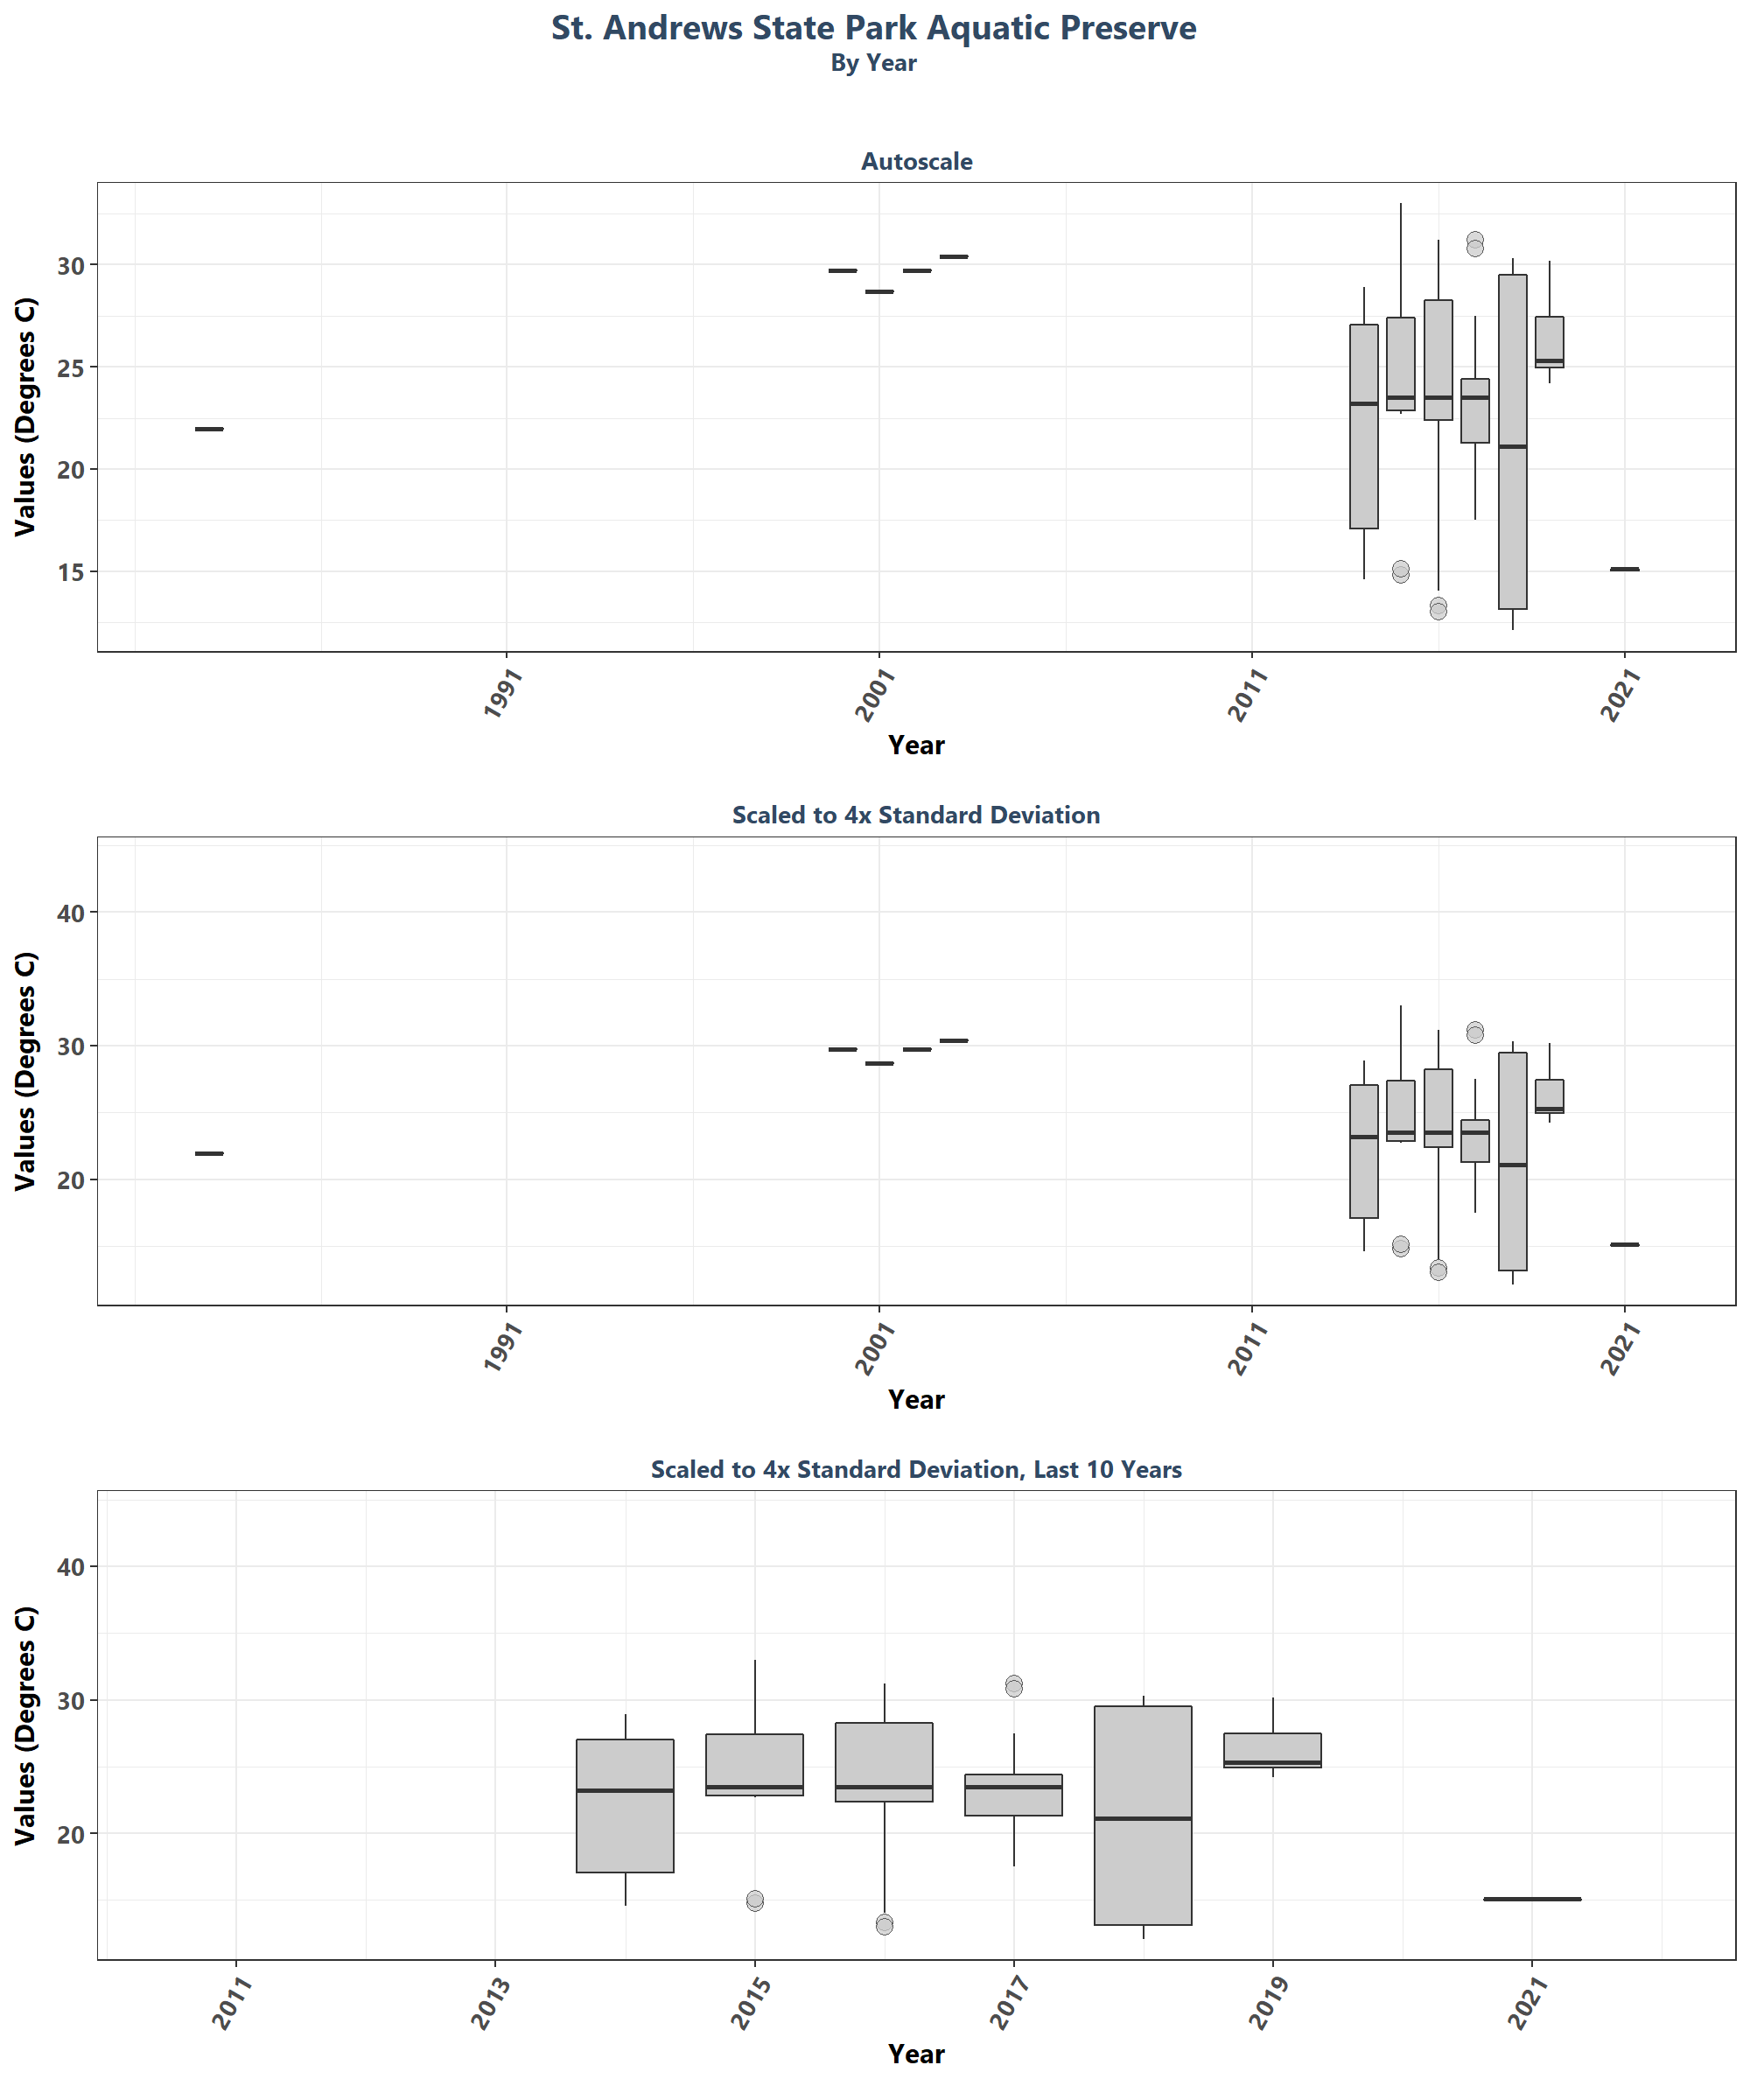 St. Andrews State Park Aquatic Preserve
By Year
Autoscale
Values (Degrees C)
30
25
20
15
1991
2001
2011
2021
Year
Scaled to 4x Standard Deviation
Values (Degrees C)
40
30
20
1991
2001
2011
2021
Year
Scaled to 4x Standard Deviation, Last 10 Years
Values (Degrees C)
40
30
20
2011
2013
2015
2017
2019
2021
Year